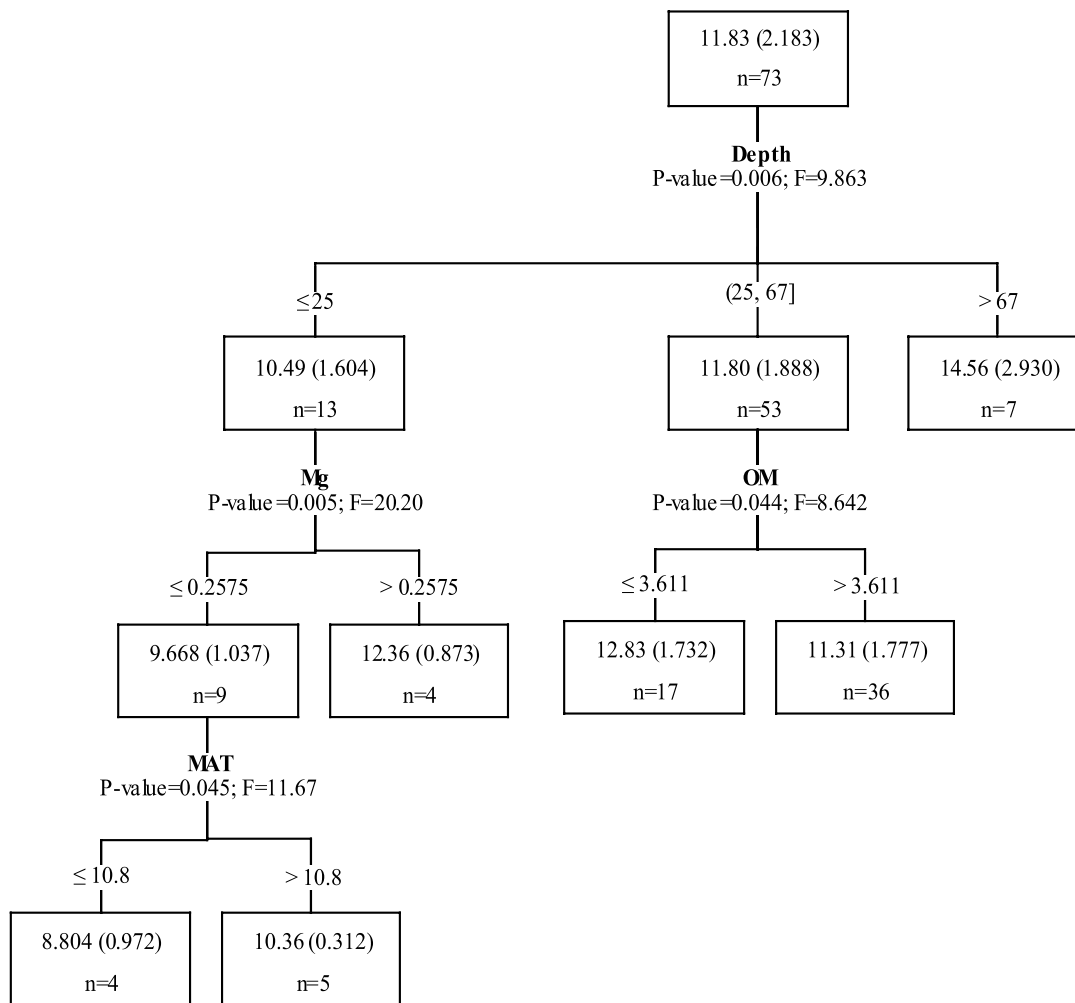 11.83 (2.183)
n=73
Depth
P-value=0.006; F=9.863
≤25
(25, 67]
> 67
10.49 (1.604)
n=13
11.80 (1.888)
n=53
14.56 (2.930)
n=7
Mg
P-value=0.005; F=20.20
OM
P-value=0.044; F=8.642
≤ 0.2575
> 0.2575
≤ 3.611
> 3.611
9.668 (1.037)
n=9
12.36 (0.873)
n=4
12.83 (1.732)
n=17
11.31 (1.777)
n=36
MAT
P-value=0.045; F=11.67
≤ 10.8
> 10.8
8.804 (0.972)
n=4
10.36 (0.312)
n=5